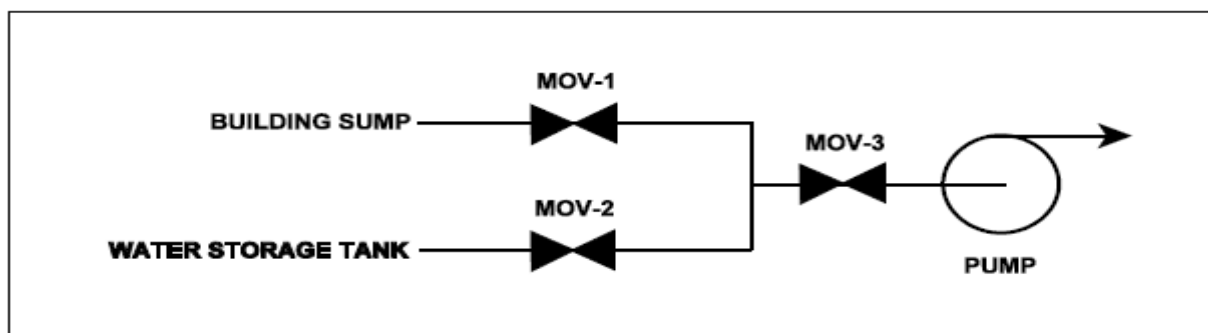 MOV-1
BUILDING SUMP
MOV-3
MOV-2
WATER STORAGE TANK
PUMP